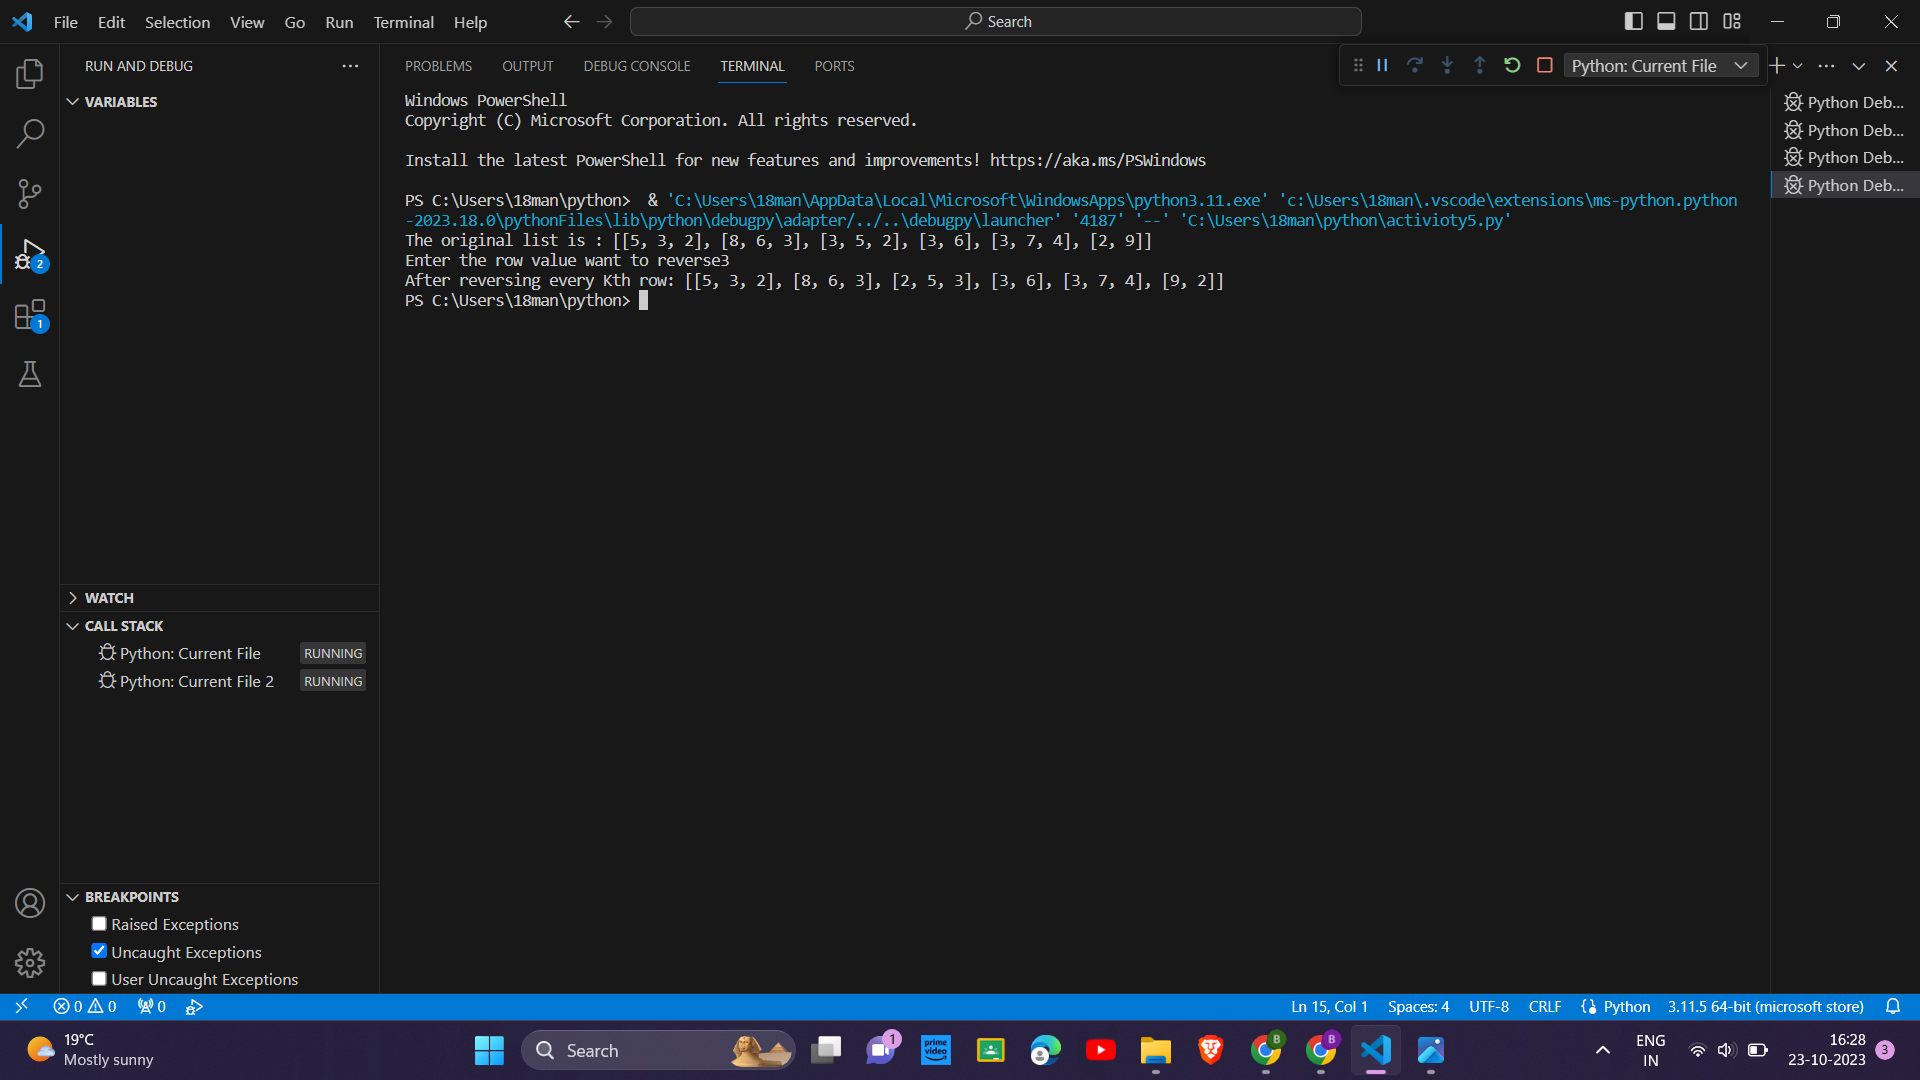 File Edit Selection View Go Run Terminal Help
Search
RUN AND DEBUG
VARIABLES
WATCH
CALL STACK
Python: Current File RUNNING
Python: Current File 2 RUNNING
BREAKPOINTS
Raised Exceptions
Uncaught Exceptions
User Uncaught Exceptions
2
1
PROBLEMS OUTPUT DEBUG CONSOLE TERMINAL PORTS
Python: Current File
Windows PowerShell
Copyright (C) Microsoft Corporation. All rights reserved.
Install the latest PowerShell for new features and improvements! https://aka.ms/PSWindows
PS C:\Users\18man\python>  & 'C:\Users\18man\AppData\Local\Microsoft\WindowsApps\python3.11.exe' 'c:\Users\18man\.vscode\extensions\ms-python.python
-2023.18.0\pythonFiles\lib\python\debugpy\adapter/../..\debugpy\launcher' '4187' '--' 'C:\Users\18man\python\activioty5.py'
The original list is : [[5, 3, 2], [8, 6, 3], [3, 5, 2], [3, 6], [3, 7, 4], [2, 9]]
Enter the row value want to reverse3
After reversing every Kth row: [[5, 3, 2], [8, 6, 3], [2, 5, 3], [3, 6], [3, 7, 4], [9, 2]]
PS C:\Users\18man\python>
Python Deb...
Python Deb...
Python Deb...
Python Deb...
0 0 0
Ln 15, Col 1 Spaces: 4 UTF-8 CRLF Python 3.11.5 64-bit (microsoft store)
19°C
Mostly sunny
Search
1
prime video
B
B
ENG
IN
16:28
23-10-2023
3